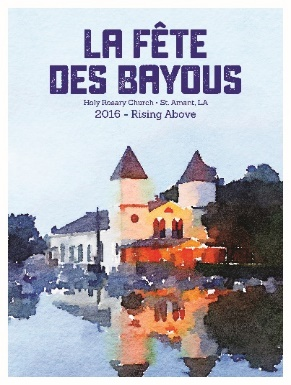 LA FÊTE
DES BAYOUS
Holy Rosary Church • St. Amant, LA
2016 - Rising Above